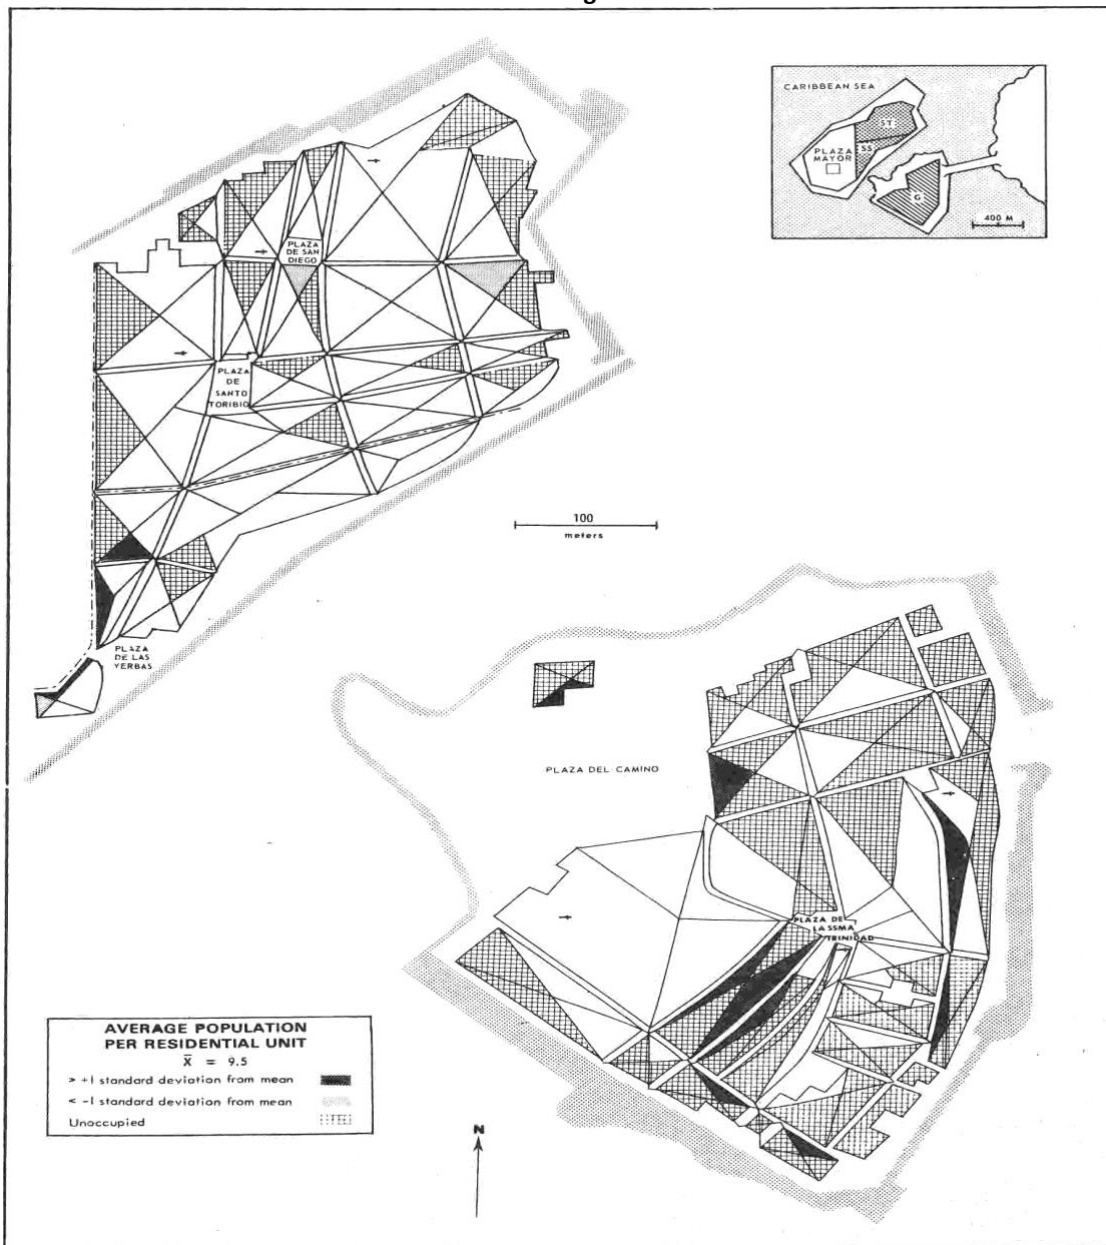 g
CARIBBEAN SEA
ST
SS
PLAZA
MAYOR
G
400 M
PLAZA
DE SAN
DIEGO
PLAZA
DE
SANTO
TORIBIO
100
meters
PLAZA
DE LAS
YERBAS
PLAZA DEL CAMINO
PLAZA DE
LA SSMA
TRINIDAD
AVERAGE POPULATION
PER RESIDENTIAL UNIT
X̄ = 9.5
> +1 standard deviation from mean
< -1 standard deviation from mean
Unoccupied
N